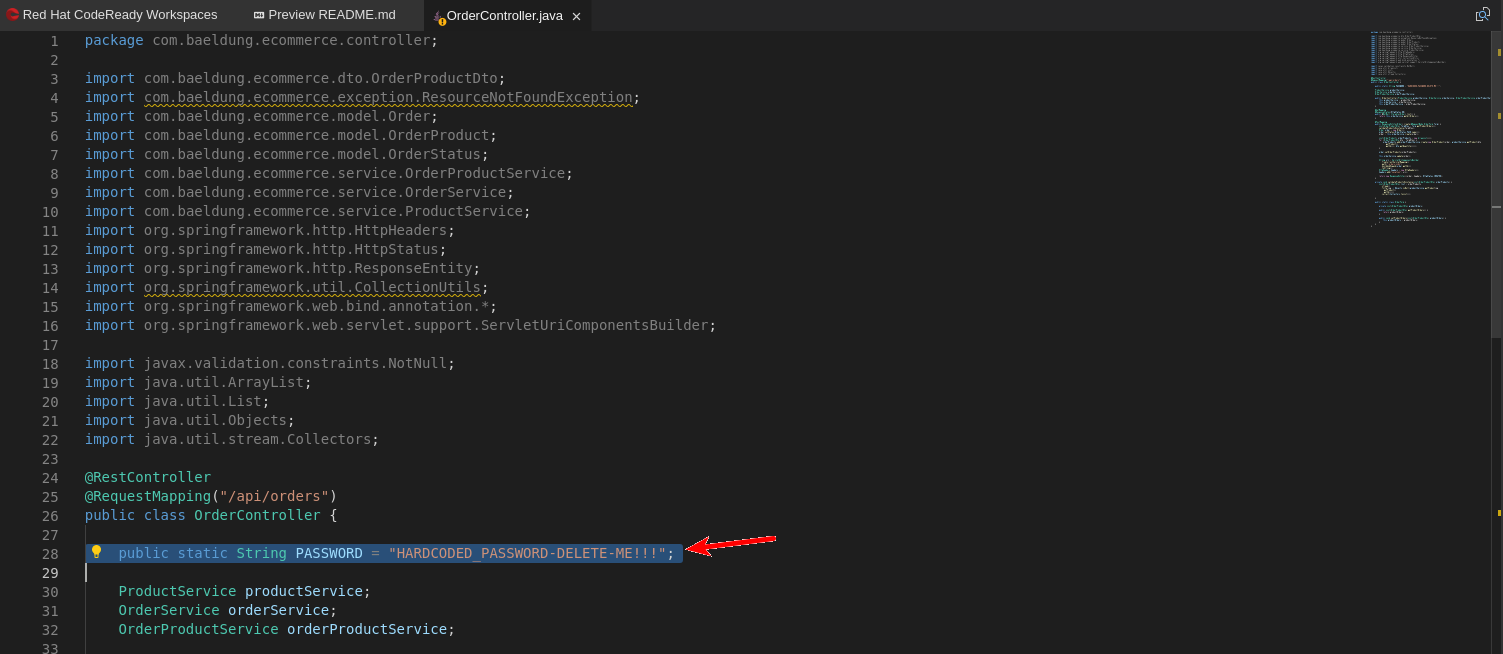 Red Hat CodeReady Workspaces Preview README.md OrderController.java
1 package com.baeldung.ecommerce.controller;
2
3 import com.baeldung.ecommerce.dto.OrderProductDto;
4 import com.baeldung.ecommerce.exception.ResourceNotFoundException;
5 import com.baeldung.ecommerce.model.Order;
6 import com.baeldung.ecommerce.model.OrderProduct;
7 import com.baeldung.ecommerce.model.OrderStatus;
8 import com.baeldung.ecommerce.service.OrderProductService;
9 import com.baeldung.ecommerce.service.OrderService;
10 import com.baeldung.ecommerce.service.ProductService;
11 import org.springframework.http.HttpHeaders;
12 import org.springframework.http.HttpStatus;
13 import org.springframework.http.ResponseEntity;
14 import org.springframework.util.CollectionUtils;
15 import org.springframework.web.bind.annotation.*;
16 import org.springframework.web.servlet.support.ServletUriComponentsBuilder;
17
18 import javax.validation.constraints.NotNull;
19 import java.util.ArrayList;
20 import java.util.List;
21 import java.util.Objects;
22 import java.util.stream.Collectors;
23
24 @RestController
25 @RequestMapping("/api/orders")
26 public class OrderController {
27
28 public static String PASSWORD = "HARDCODED_PASSWORD-DELETE-ME!!!";
29
30 ProductService productService;
31 OrderService orderService;
32 OrderProductService orderProductService;
33